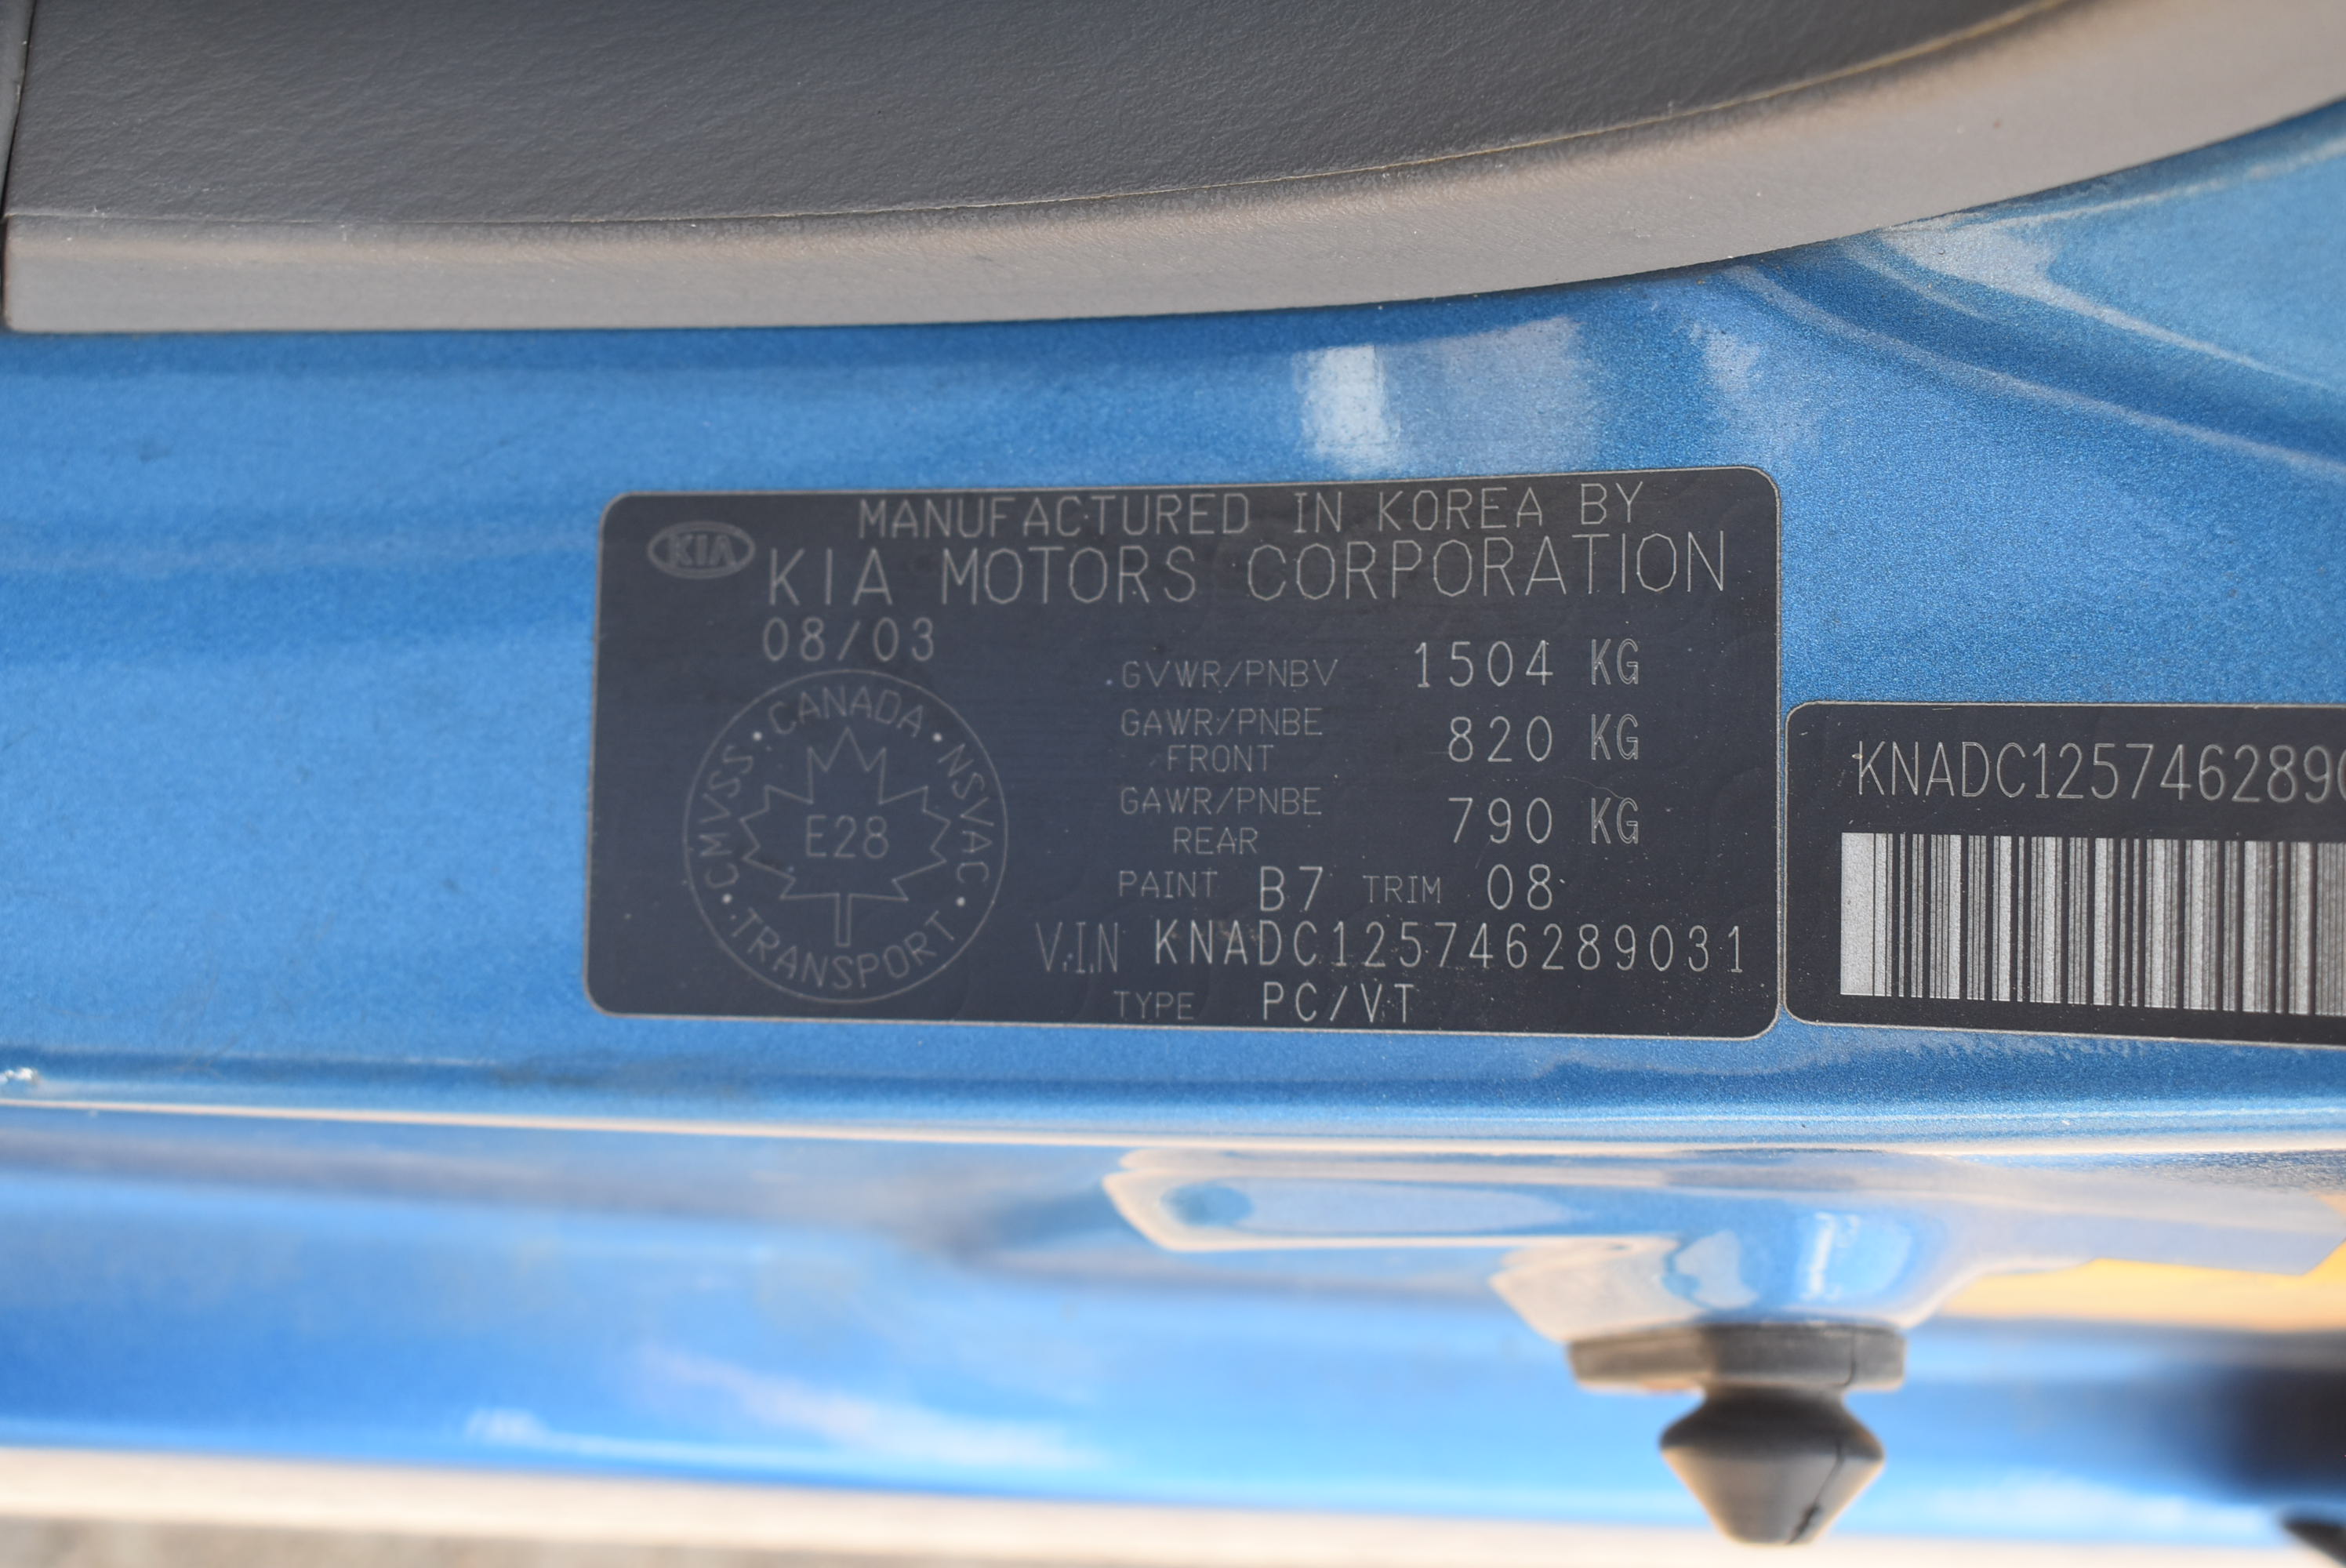 MANUFACTURED IN KOREA BY
KIA
KIA MOTORS CORPORATION
08/03
GVWR/PNBV 1504 KG
GAWR/PNBE FRONT 820 KG
GAWR/PNBE REAR 790 KG
PAINT B7 TRIM 08
V.I.N KNADC125746289031
TYPE PC/VT
CANADA · NSVAC · TRANSPORT · CMVSS ·
E28
KNADC1257462890